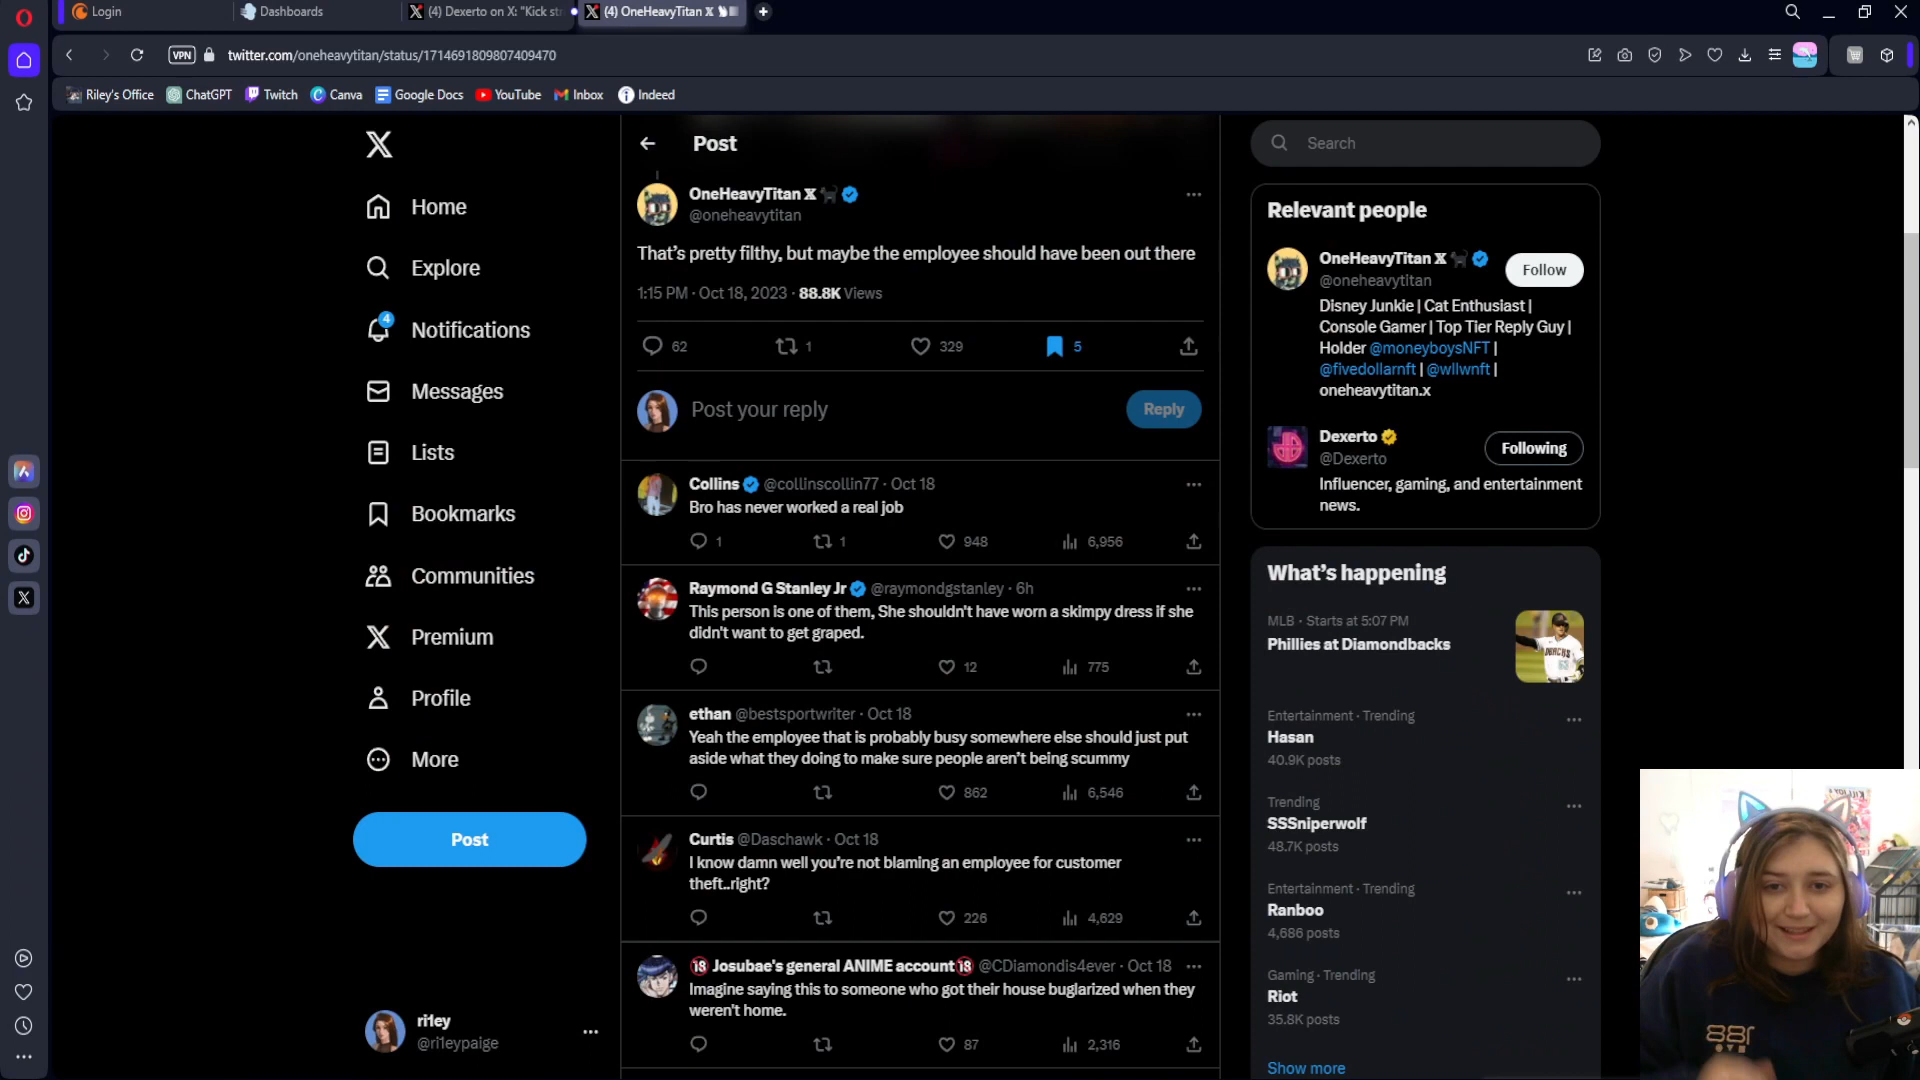 Login
Dashboards
(4) Dexerto on X: "Kick str
(4) OneHeavyTitan X
VPN
twitter.com/oneheavytitan/status/1714691809807409470
Riley's Office
ChatGPT
Twitch
Canva
Google Docs
YouTube
Inbox
Indeed
Home
Explore
4
Notifications
Messages
Lists
Bookmarks
Communities
Premium
Profile
More
Post
ri1ey
@ri1eypaige
Post
OneHeavyTitan X
@oneheavytitan
That's pretty filthy, but maybe the employee should have been out there
1:15 PM · Oct 18, 2023 · 88.8K Views
62
1
329
5
Post your reply
Reply
Collins @collinscollin77 · Oct 18
Bro has never worked a real job
1
1
948
6,956
Raymond G Stanley Jr @raymondgstanley · 6h
This person is one of them, She shouldn't have worn a skimpy dress if she
didn't want to get graped.
12
775
ethan @bestsportwriter · Oct 18
Yeah the employee that is probably busy somewhere else should just put
aside what they doing to make sure people aren't being scummy
862
6,546
Curtis @Daschawk · Oct 18
I know damn well you're not blaming an employee for customer
theft..right?
226
4,629
🔞 Josubae's general ANIME account🔞 @CDiamondis4ever · Oct 18
Imagine saying this to someone who got their house buglarized when they
weren't home.
87
2,316
Search
Relevant people
OneHeavyTitan X
@oneheavytitan
Follow
Disney Junkie | Cat Enthusiast |
Console Gamer | Top Tier Reply Guy |
Holder @moneyboysNFT |
@fivedollarnft | @wllwnft |
oneheavytitan.x
Dexerto
@Dexerto
Following
Influencer, gaming, and entertainment
news.
What's happening
MLB · Starts at 5:07 PM
Phillies at Diamondbacks
Entertainment · Trending
Hasan
40.9K posts
Trending
SSSniperwolf
48.7K posts
Entertainment · Trending
Ranboo
4,686 posts
Gaming · Trending
Riot
35.8K posts
Show more